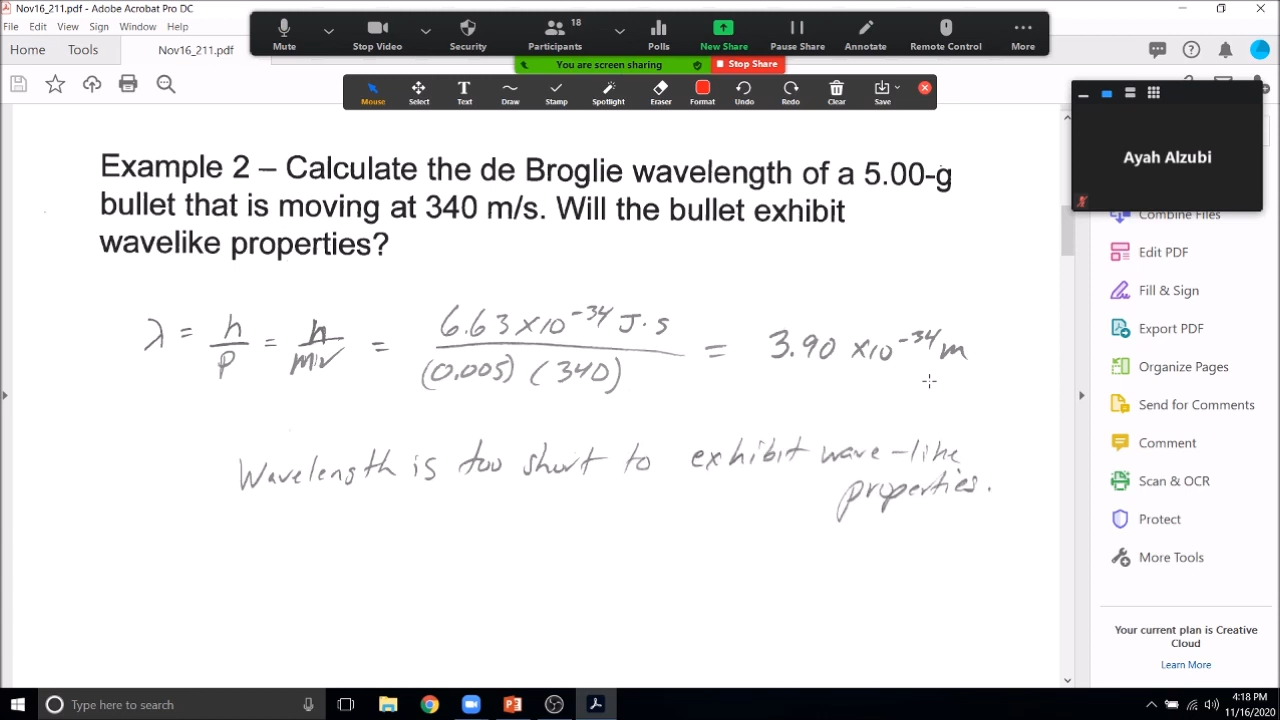 Nov16_211.pdf - Adobe Acrobat Pro DC
File Edit View Sign Window Help
Home Tools Nov16_211.pdf
Mute Stop Video Security Participants 18 Polls New Share Pause Share Annotate Remote Control More
You are screen sharing Stop Share
Mouse Select Text Draw Stamp Spotlight Eraser Format Undo Redo Clear Save
Ayah Alzubi
Example 2 – Calculate the de Broglie wavelength of a 5.00-g
bullet that is moving at 340 m/s. Will the bullet exhibit
wavelike properties?
λ = h/p = h/mv = 6.63 x10⁻³⁴ J·s / (0.005) (340) = 3.90 x10⁻³⁴ m
Wavelength is too short to exhibit wave-like
properties.
Combine Files
Edit PDF
Fill & Sign
Export PDF
Organize Pages
Send for Comments
Comment
Scan & OCR
Protect
More Tools
Your current plan is Creative
Cloud
Learn More
Type here to search
4:18 PM
11/16/2020